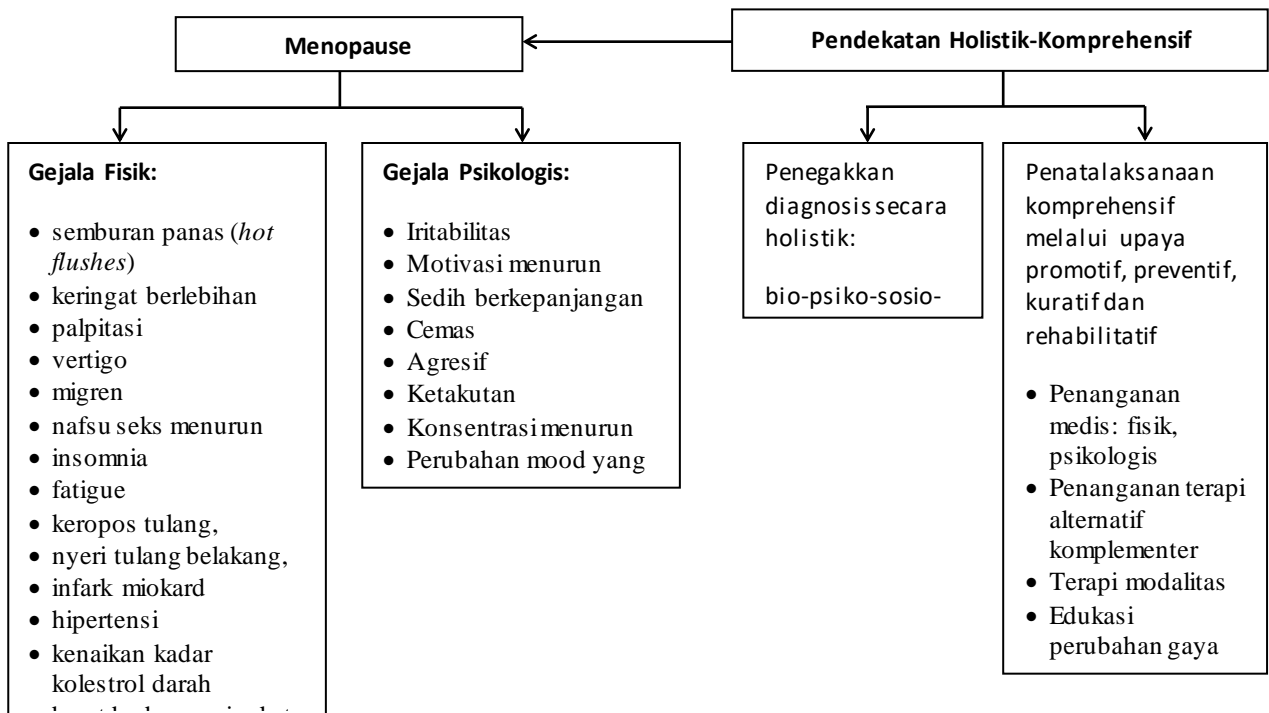 Menopause
Pendekatan Holistik-Komprehensif
Gejala Fisik:
• semburan panas (hot
flushes)
• keringat berlebihan
• palpitasi
• vertigo
• migren
• nafsu seks menurun
• insomnia
• fatigue
• keropos tulang,
• nyeri tulang belakang,
• infark miokard
• hipertensi
• kenaikan kadar
kolestrol darah
Gejala Psikologis:
• Iritabilitas
• Motivasi menurun
• Sedih berkepanjangan
• Cemas
• Agresif
• Ketakutan
• Konsentrasi menurun
• Perubahan mood yang
Penegakkan
diagnosis secara
holistik:
bio-psiko-sosio-
Penatalaksanaan
komprehensif
melalui upaya
promotif, preventif,
kuratif dan
rehabilitatif
• Penanganan
medis: fisik,
psikologis
• Penanganan terapi
alternatif
komplementer
• Terapi modalitas
• Edukasi
perubahan gaya